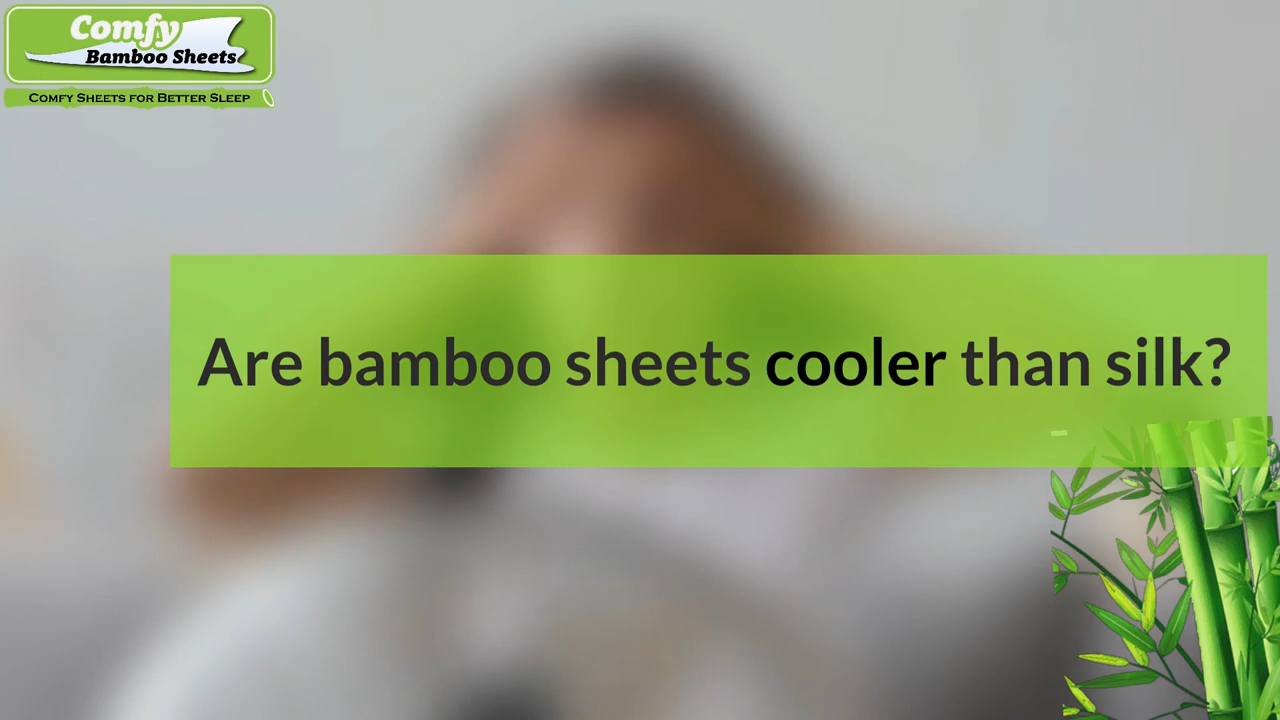 Comfy
Bamboo Sheets
COMFY SHEETS FOR BETTER SLEEP
Are bamboo sheets cooler than silk?